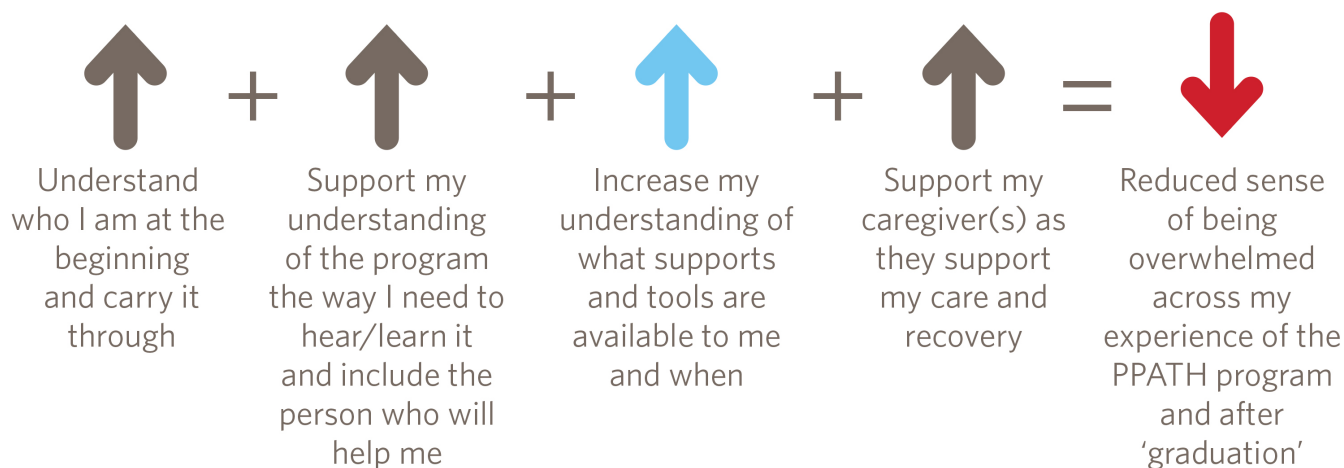 + + + =
Understand
who I am at the
beginning
and carry it
through
Support my
understanding
of the program
the way I need to
hear/learn it
and include the
person who will
help me
Increase my
understanding of
what supports
and tools are
available to me
and when
Support my
caregiver(s) as
they support
my care and
recovery
Reduced sense
of being
overwhelmed
across my
experience of the
PPATH program
and after
‘graduation’